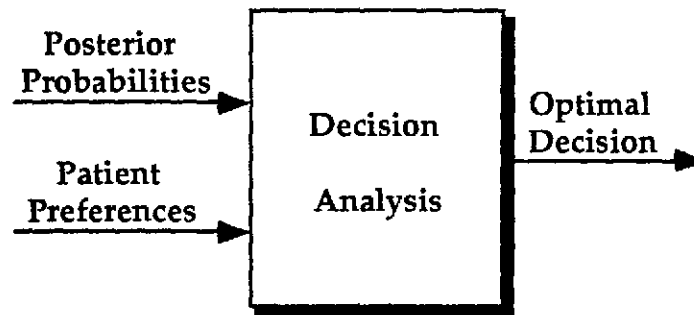 Posterior
Probabilities
Patient
Preferences
Decision
Analysis
Optimal
Decision